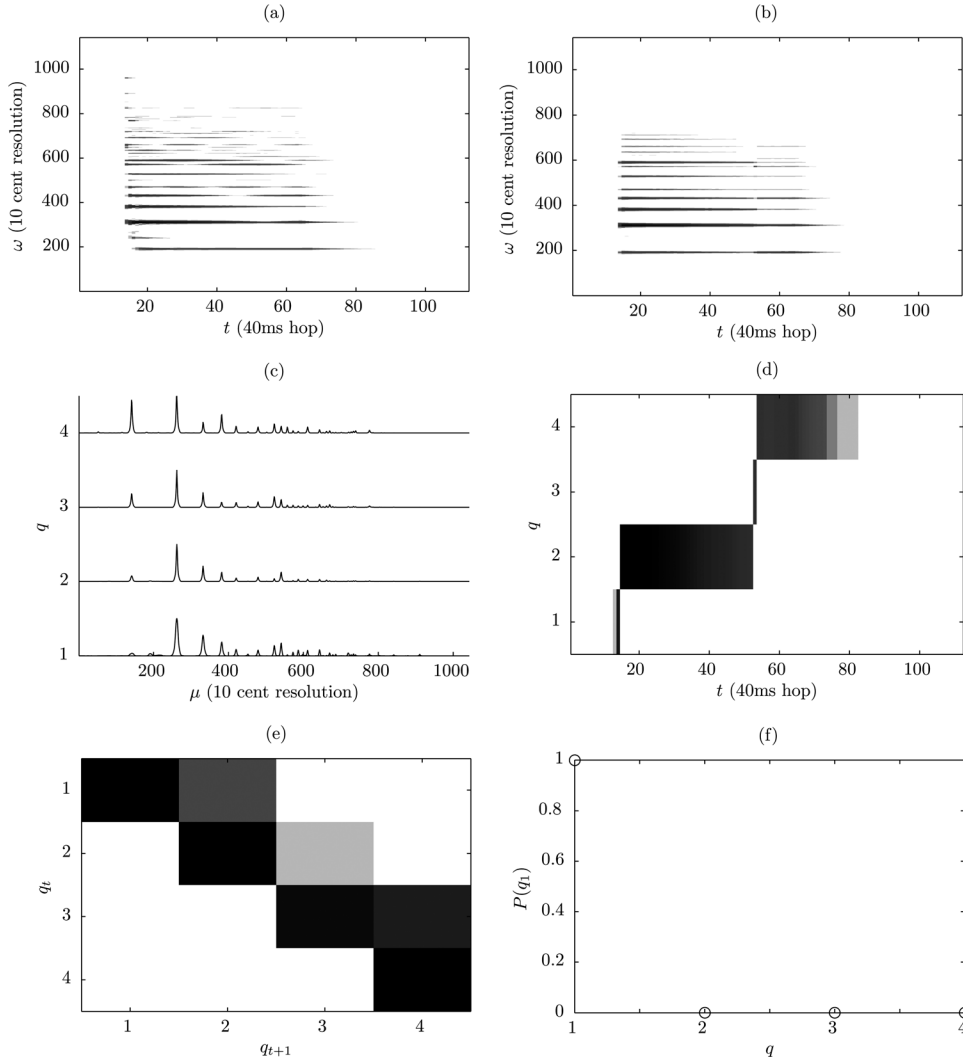 (a)
1000
800
600
400
200
ω (10 cent resolution)
20 40 60 80 100
t (40ms hop)
(b)
1000
800
600
400
200
ω (10 cent resolution)
20 40 60 80 100
t (40ms hop)
(c)
4
3
2
1
q
200 400 600 800 1000
μ (10 cent resolution)
(d)
4
3
2
1
q
20 40 60 80 100
t (40ms hop)
(e)
1
2
3
4
q_t
1 2 3 4
q_{t+1}
(f)
1
0.8
0.6
0.4
0.2
0
P(q_1)
1 2 3 4
q